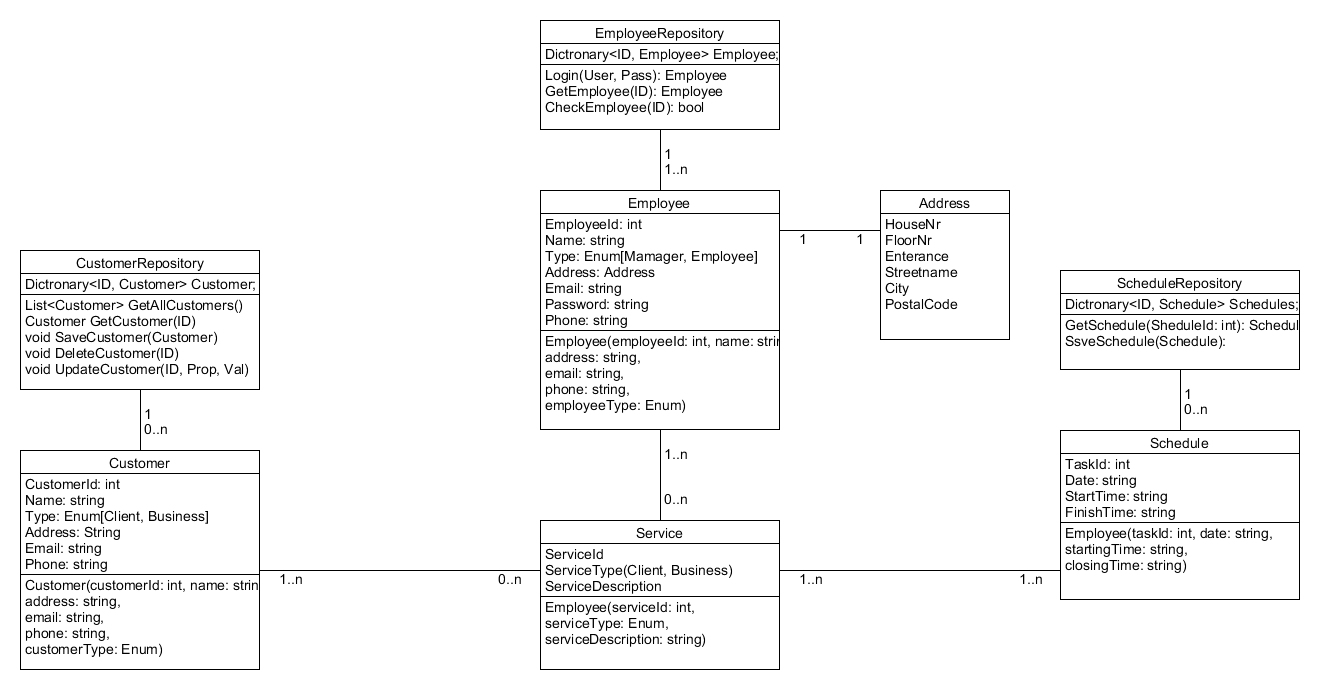 EmployeeRepository
Dictronary<ID, Employee> Employee;
Login(User, Pass): Employee
GetEmployee(ID): Employee
CheckEmployee(ID): bool
1
1..n
Employee
EmployeeId: int
Name: string
Type: Enum[Mamager, Employee]
Address: Address
Email: string
Password: string
Phone: string
Employee(employeeId: int, name: strin
address: string,
email: string,
phone: string,
employeeType: Enum)
1
1
Address
HouseNr
FloorNr
Enterance
Streetname
City
PostalCode
CustomerRepository
Dictronary<ID, Customer> Customer;
List<Customer> GetAllCustomers()
Customer GetCustomer(ID)
void SaveCustomer(Customer)
void DeleteCustomer(ID)
void UpdateCustomer(ID, Prop, Val)
1
0..n
Customer
CustomerId: int
Name: string
Type: Enum[Client, Business]
Address: String
Email: string
Phone: string
Customer(customerId: int, name: strin
address: string,
email: string,
phone: string,
customerType: Enum)
1..n
0..n
1..n
0..n
Service
ServiceId
ServiceType(Client, Business)
ServiceDescription
Employee(serviceId: int,
serviceType: Enum,
serviceDescription: string)
1..n
1..n
ScheduleRepository
Dictronary<ID, Schedule> Schedules;
GetSchedule(SheduleId: int): Schedul
SsveSchedule(Schedule):
1
0..n
Schedule
TaskId: int
Date: string
StartTime: string
FinishTime: string
Employee(taskId: int, date: string,
startingTime: string,
closingTime: string)